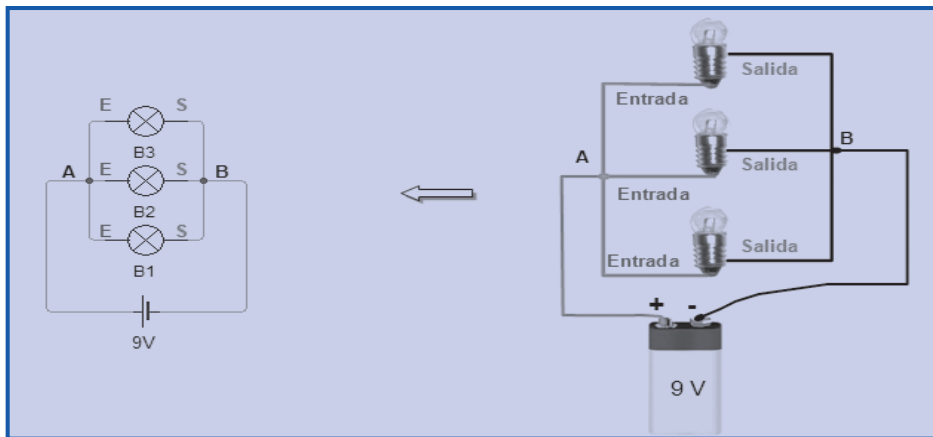 E S
B3
A E S B
B2
E S
B1
9V
Salida
Entrada
B
A
Salida
Entrada
Salida
Entrada
+ -
9 V